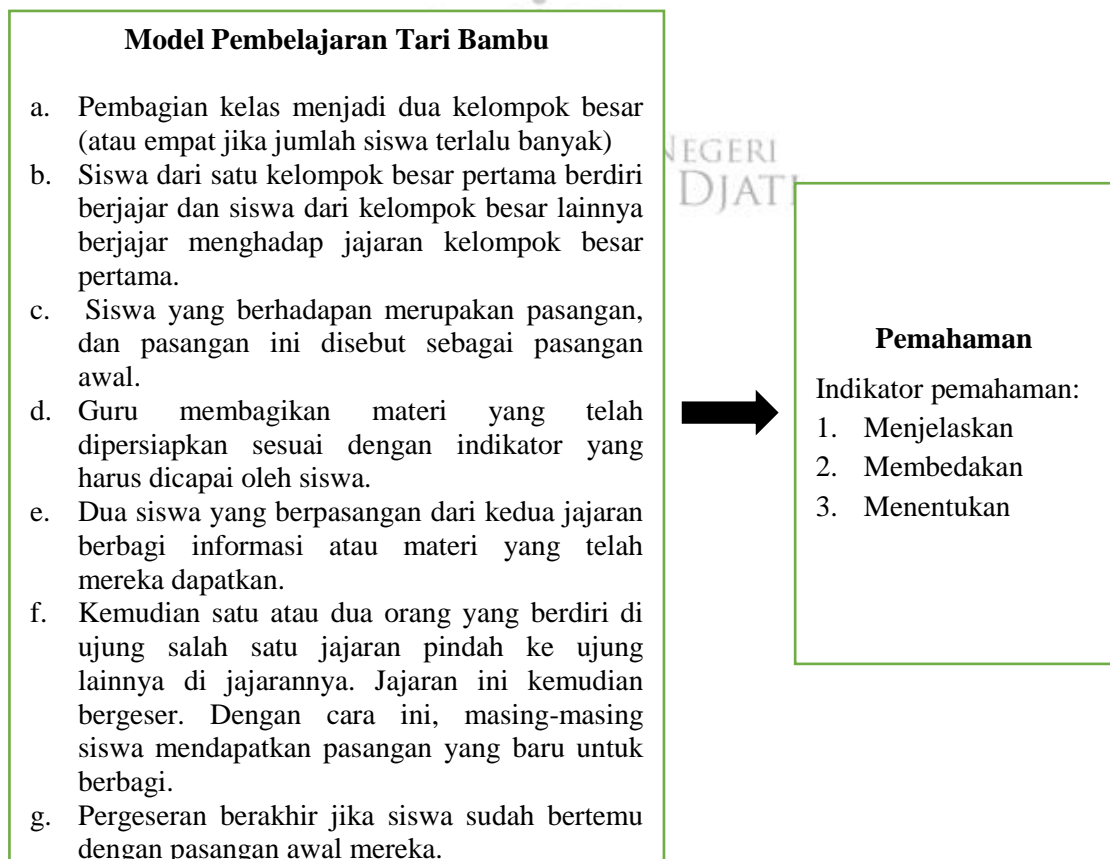 Model Pembelajaran Tari Bambu
a. Pembagian kelas menjadi dua kelompok besar
(atau empat jika jumlah siswa terlalu banyak)
b. Siswa dari satu kelompok besar pertama berdiri
berjajar dan siswa dari kelompok besar lainnya
berjajar menghadap jajaran kelompok besar
pertama.
c. Siswa yang berhadapan merupakan pasangan,
dan pasangan ini disebut sebagai pasangan
awal.
d. Guru membagikan materi yang telah
dipersiapkan sesuai dengan indikator yang
harus dicapai oleh siswa.
e. Dua siswa yang berpasangan dari kedua jajaran
berbagi informasi atau materi yang telah
mereka dapatkan.
f. Kemudian satu atau dua orang yang berdiri di
ujung salah satu jajaran pindah ke ujung
lainnya di jajarannya. Jajaran ini kemudian
bergeser. Dengan cara ini, masing-masing
siswa mendapatkan pasangan yang baru untuk
berbagi.
g. Pergeseran berakhir jika siswa sudah bertemu
dengan pasangan awal mereka.
NEGERI
DJATI
Pemahaman
Indikator pemahaman:
1. Menjelaskan
2. Membedakan
3. Menentukan